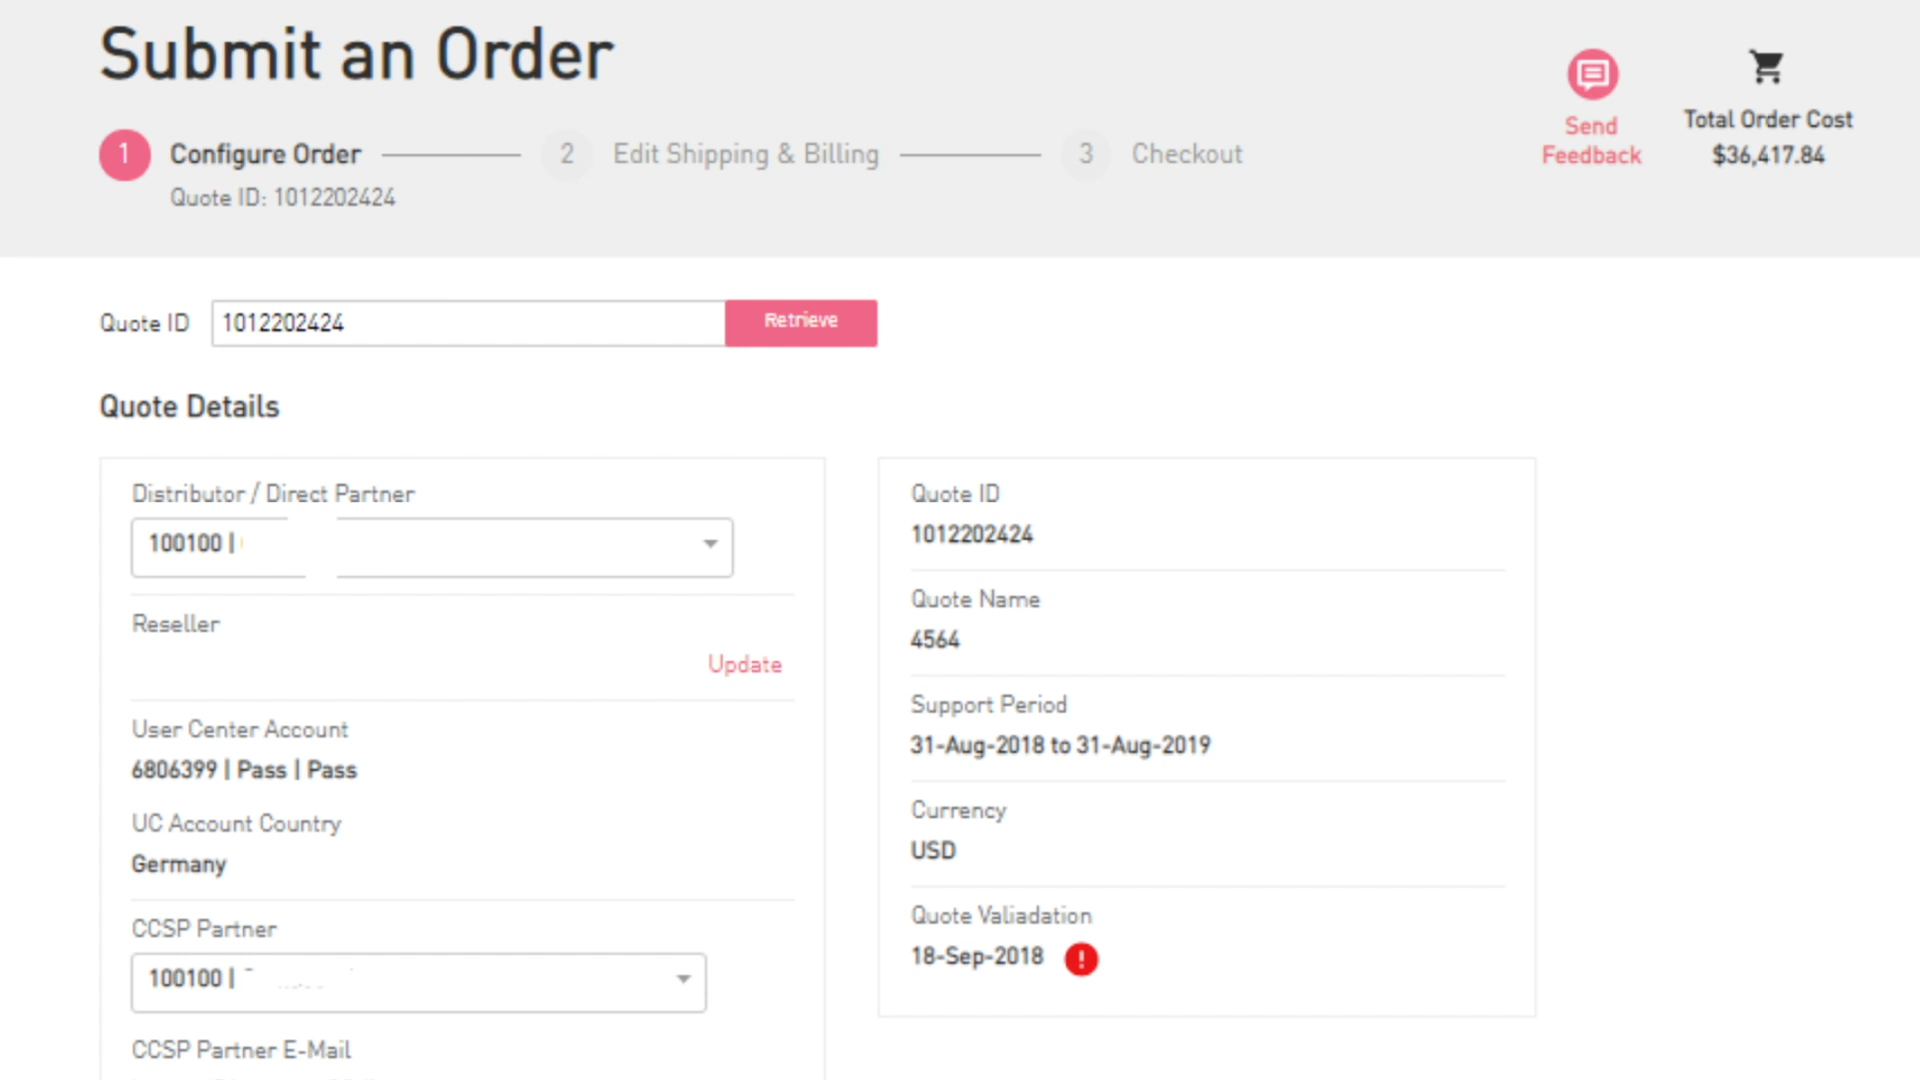 Submit an Order
Send
Feedback
Total Order Cost
$36,417.84
1 Configure Order 2 Edit Shipping & Billing 3 Checkout
Quote ID: 1012202424
Quote ID 1012202424 Retrieve
Quote Details
Distributor / Direct Partner
100100 |
Reseller
Update
User Center Account
6806399 | Pass | Pass
UC Account Country
Germany
CCSP Partner
100100 |
CCSP Partner E-Mail
Quote ID
1012202424
Quote Name
4564
Support Period
31-Aug-2018 to 31-Aug-2019
Currency
USD
Quote Valiadation
18-Sep-2018 !